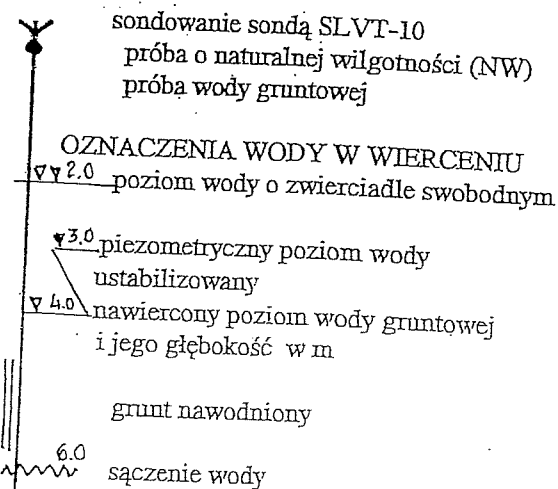 sondowanie sondą SLVT-10
próba o naturalnej wilgotności (NW)
próba wody gruntowej
OZNACZENIA WODY W WIERCENIU
2.0 poziom wody o zwierciadle swobodnym
3.0 piezometryczny poziom wody
ustabilizowany
4.0 nawiercony poziom wody gruntowej
i jego głębokość w m
grunt nawodniony
6.0
sączenie wody